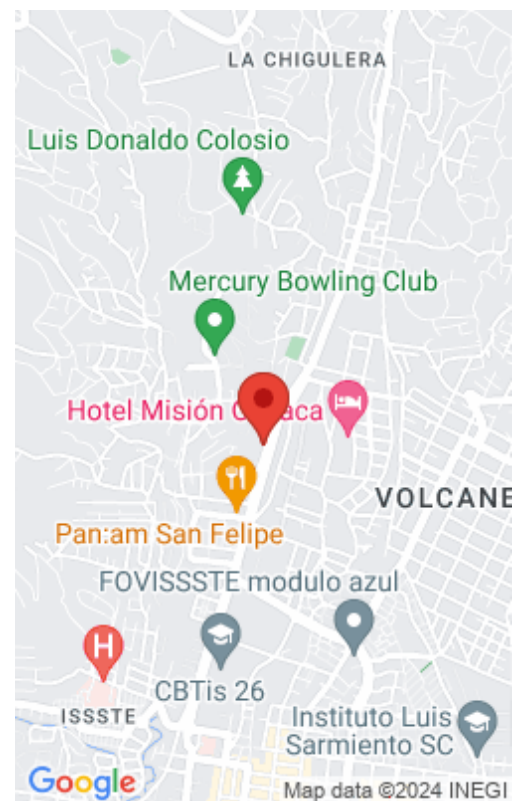 LA CHIGULERA
Luis Donaldo Colosio
Mercury Bowling Club
Hotel Misión
Pan:am San Felipe
VOLCANE
FOVISSSTE modulo azul
H
CBTis 26
ISSSTE
Instituto Luis
Sarmiento SC
Google
Map data ©2024 INEGI